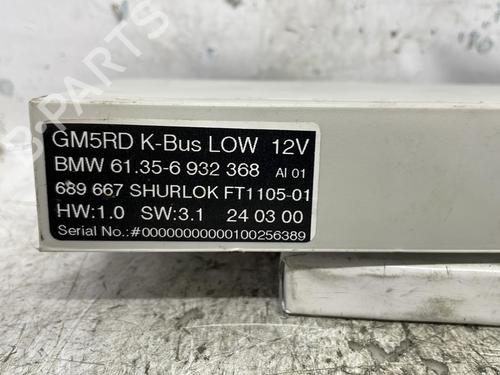 GM5RD K-Bus LOW 12V
BMW 61.35-6 932 368 AI 01
689 667 SHURLOK FT1105-01
HW:1.0 SW:3.1 24 03 00
Serial No.:#00000000000100256389
B-PARTS